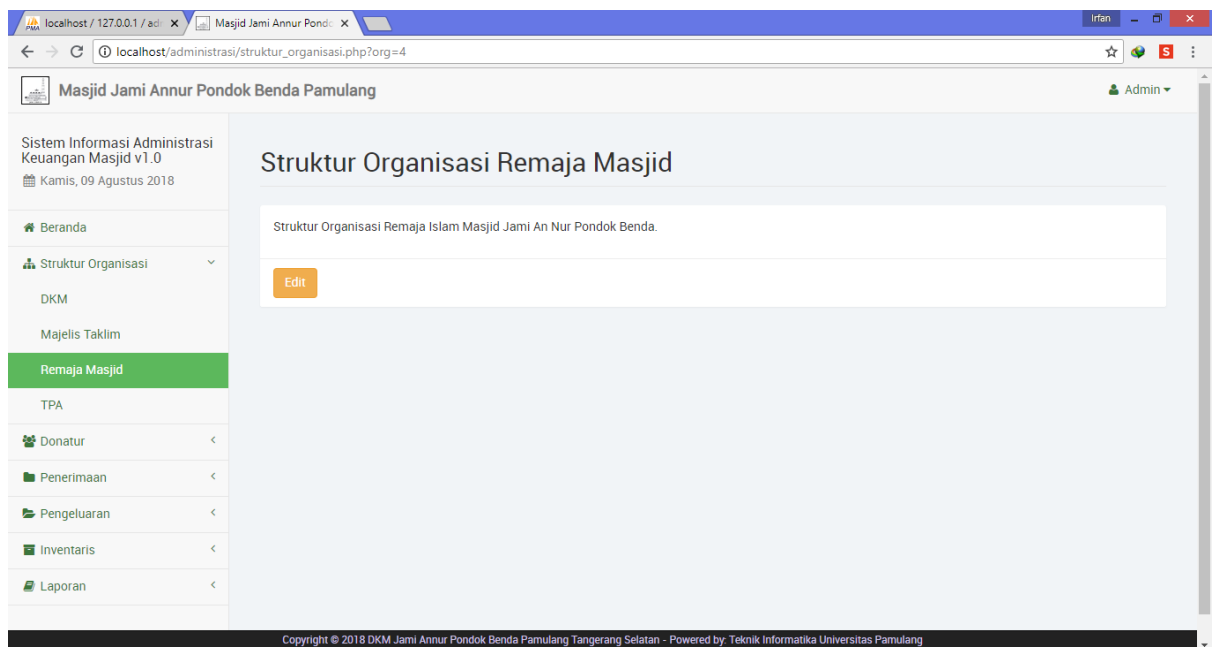 localhost / 127.0.0.1 / adr
Masjid Jami Annur Pondo
Irfan
localhost/administrasi/struktur_organisasi.php?org=4
Masjid Jami Annur Pondok Benda Pamulang
Admin
Sistem Informasi Administrasi
Keuangan Masjid v1.0
Kamis, 09 Agustus 2018
Beranda
Struktur Organisasi
DKM
Majelis Taklim
Remaja Masjid
TPA
Donatur
Penerimaan
Pengeluaran
Inventaris
Laporan
Struktur Organisasi Remaja Masjid
Struktur Organisasi Remaja Islam Masjid Jami An Nur Pondok Benda.
Edit
Copyright © 2018 DKM Jami Annur Pondok Benda Pamulang Tangerang Selatan - Powered by: Teknik Informatika Universitas Pamulang